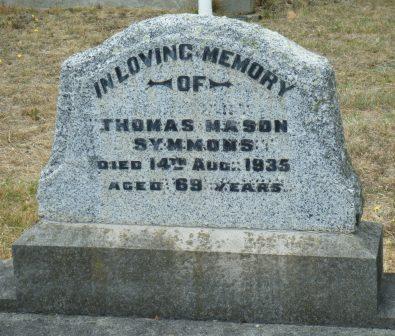 IN LOVING MEMORY
OF
THOMAS MASON
SYMMONS
DIED 14TH AUG. 1935
AGED 69 YEARS